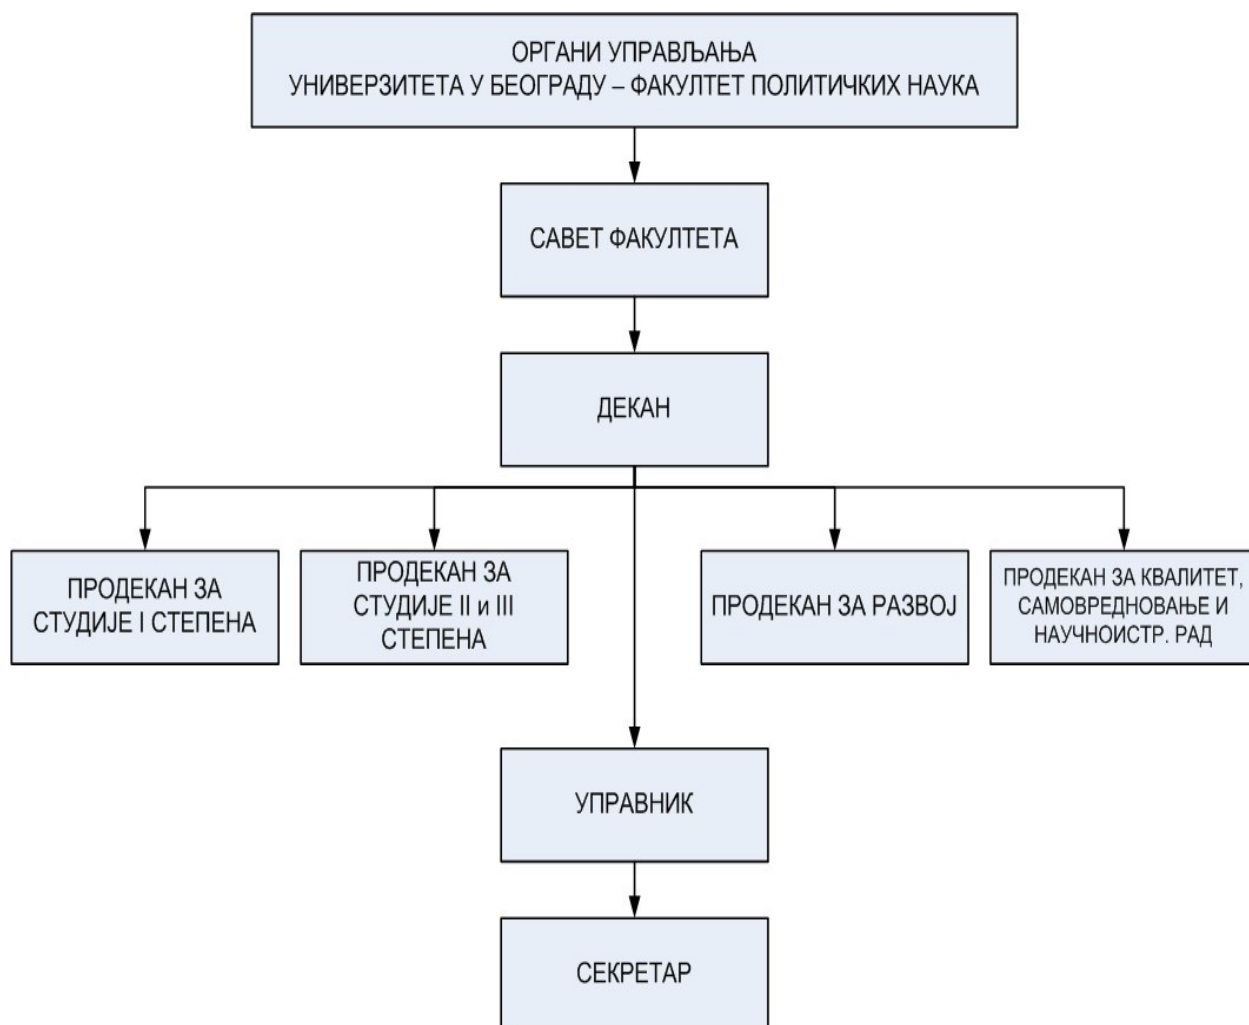 ОРГАНИ УПРАВЉАЊА
УНИВЕРЗИТЕТА У БЕОГРАДУ – ФАКУЛТЕТ ПОЛИТИЧКИХ НАУКА
САВЕТ ФАКУЛТЕТА
ДЕКАН
ПРОДЕКАН ЗА
СТУДИЈЕ I СТЕПЕНА
ПРОДЕКАН ЗА
СТУДИЈЕ II и III
СТЕПЕНА
ПРОДЕКАН ЗА РАЗВОЈ
ПРОДЕКАН ЗА КВАЛИТЕТ,
САМОВРЕДНОВАЊЕ И
НАУЧНОИСТР. РАД
УПРАВНИК
СЕКРЕТАР